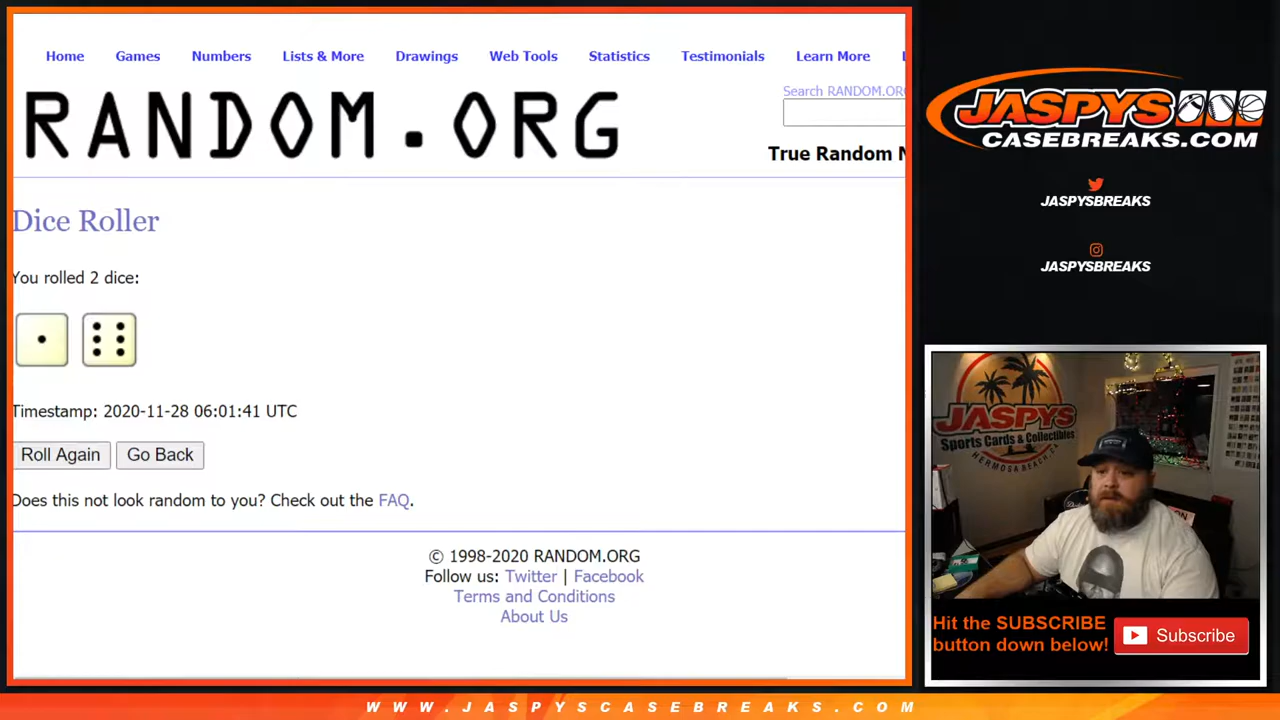 Home Games Numbers Lists & More Drawings Web Tools Statistics Testimonials Learn More
RANDOM.ORG
Search RANDOM.ORG
True Random N
Dice Roller
You rolled 2 dice:
Timestamp: 2020-11-28 06:01:41 UTC
Roll Again Go Back
Does this not look random to you? Check out the FAQ.
© 1998-2020 RANDOM.ORG
Follow us: Twitter | Facebook
Terms and Conditions
About Us
JASPYS
CASEBREAKS.COM
JASPYSBREAKS
JASPYSBREAKS
JASPYS
Sports Cards & Collectibles
HERMOSA BEACH, CA
Hit the SUBSCRIBE
button down below!
Subscribe
WWW.JASPYSCASEBREAKS.COM